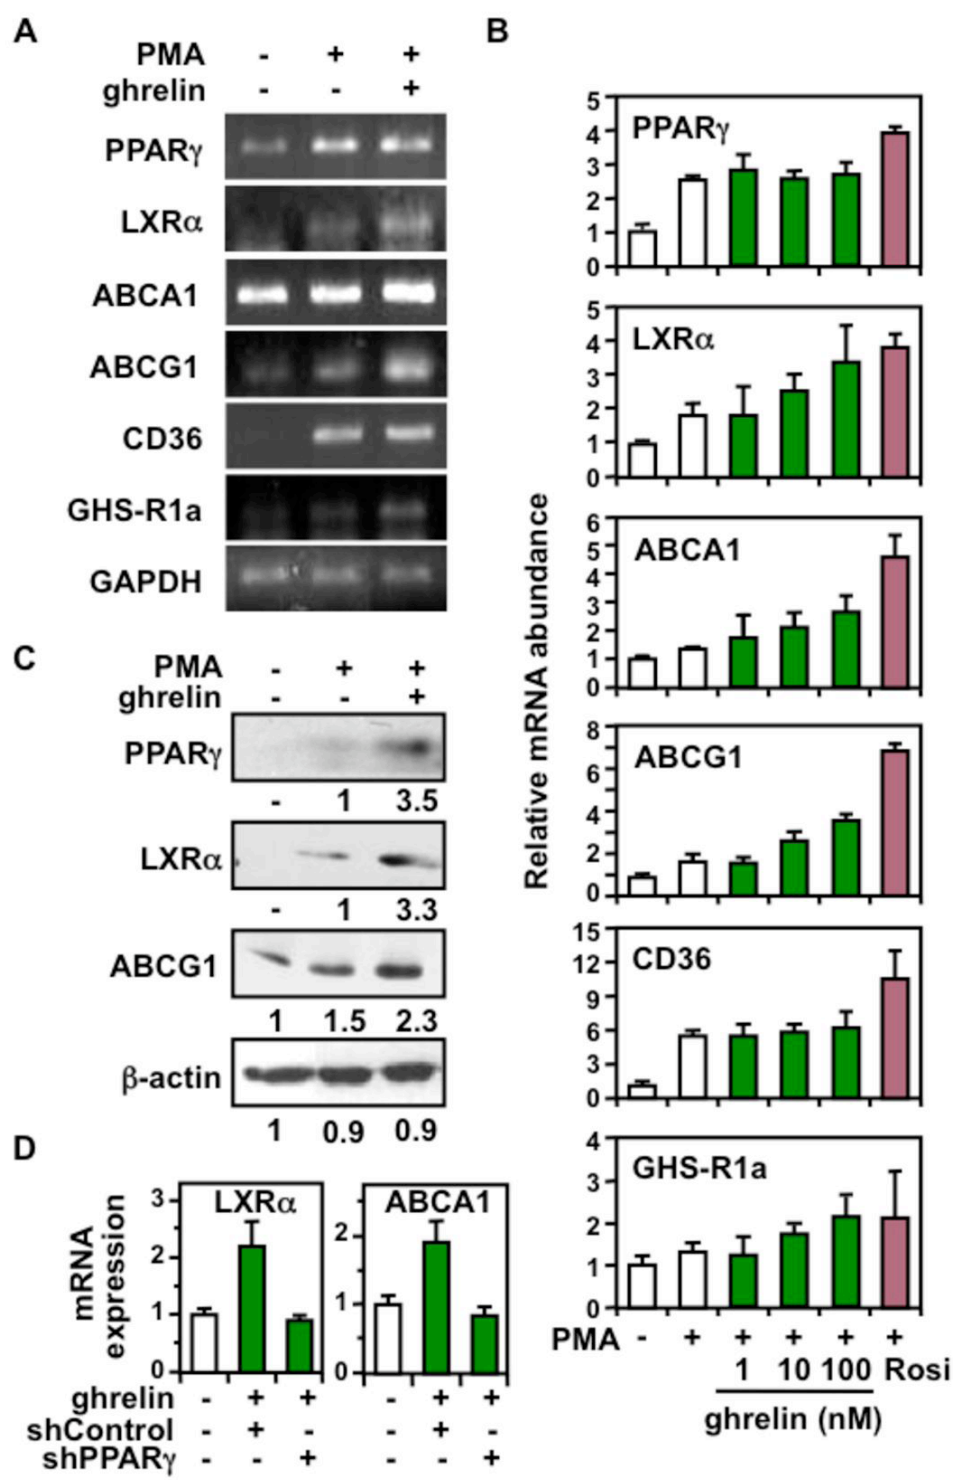 A
PMA - + +
ghrelin - - +
PPARγ
LXRα
ABCA1
ABCG1
CD36
GHS-R1a
GAPDH
B
Relative mRNA abundance
5
4
3
2
1
0
PPARγ
5
4
3
2
1
0
LXRα
6
5
4
3
2
1
0
ABCA1
8
6
4
2
0
ABCG1
15
12
9
6
3
0
CD36
4
3
2
1
0
GHS-R1a
PMA - + + + + +
1 10 100 Rosi
ghrelin (nM)
C
PMA - + +
ghrelin - - +
PPARγ
- 1 3.5
LXRα
- 1 3.3
ABCG1
1 1.5 2.3
β-actin
1 0.9 0.9
D
mRNA
expression
3
2
1
0
LXRα
2
1
0
ABCA1
ghrelin - + + - + +
shControl - + - - + -
shPPARγ - - + - - +